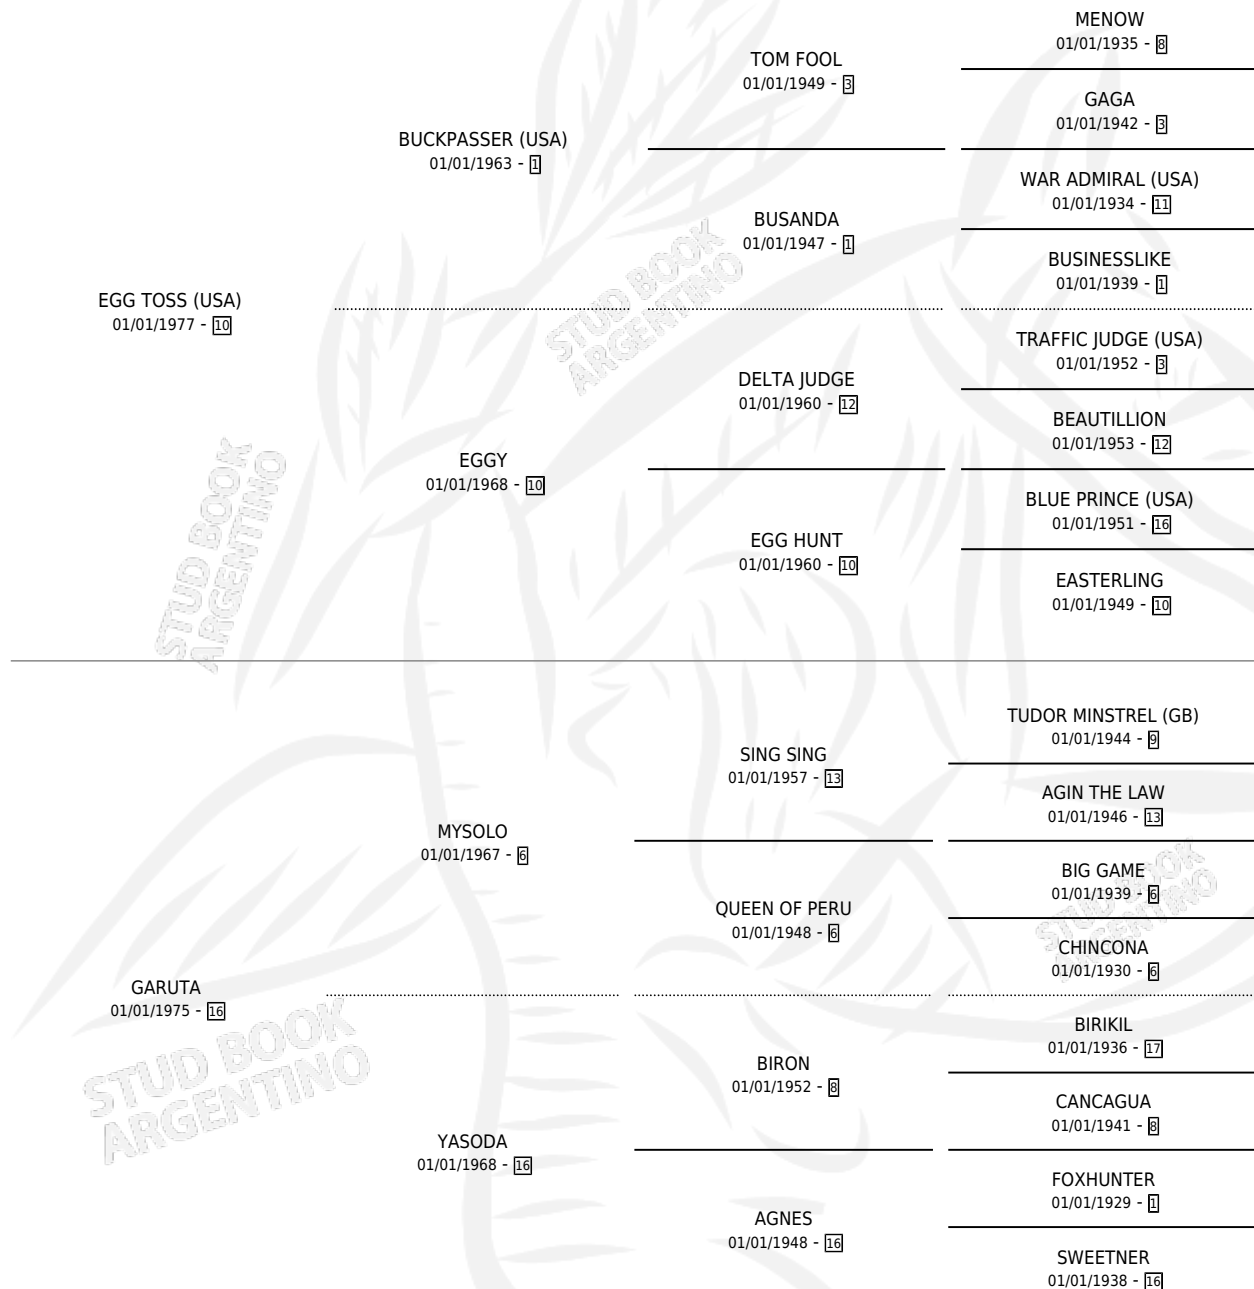 MENOW
01/01/1935 - 8
TOM FOOL
01/01/1949 - 3
GAGA
01/01/1942 - 3
BUCKPASSER (USA)
01/01/1963 - 1
WAR ADMIRAL (USA)
01/01/1934 - 11
BUSANDA
01/01/1947 - 1
BUSINESSLIKE
01/01/1939 - 1
EGG TOSS (USA)
01/01/1977 - 10
TRAFFIC JUDGE (USA)
01/01/1952 - 3
DELTA JUDGE
01/01/1960 - 12
BEAUTILLION
01/01/1953 - 12
EGGY
01/01/1968 - 10
BLUE PRINCE (USA)
01/01/1951 - 16
EGG HUNT
01/01/1960 - 10
EASTERLING
01/01/1949 - 10
TUDOR MINSTREL (GB)
01/01/1944 - 9
SING SING
01/01/1957 - 13
AGIN THE LAW
01/01/1946 - 13
MYSOLO
01/01/1967 - 6
BIG GAME
01/01/1939 - 6
QUEEN OF PERU
01/01/1948 - 6
CHINCONA
01/01/1930 - 6
GARUTA
01/01/1975 - 16
BIRIKIL
01/01/1936 - 17
BIRON
01/01/1952 - 8
CANCAGUA
01/01/1941 - 8
YASODA
01/01/1968 - 16
FOXHUNTER
01/01/1929 - 1
AGNES
01/01/1948 - 16
SWEETNER
01/01/1938 - 16
STUD BOOK
ARGENTINO
STUD BOOK
ARGENTINO
STUD BOOK
ARGENTINO
STUD BOOK
ARGENTINO